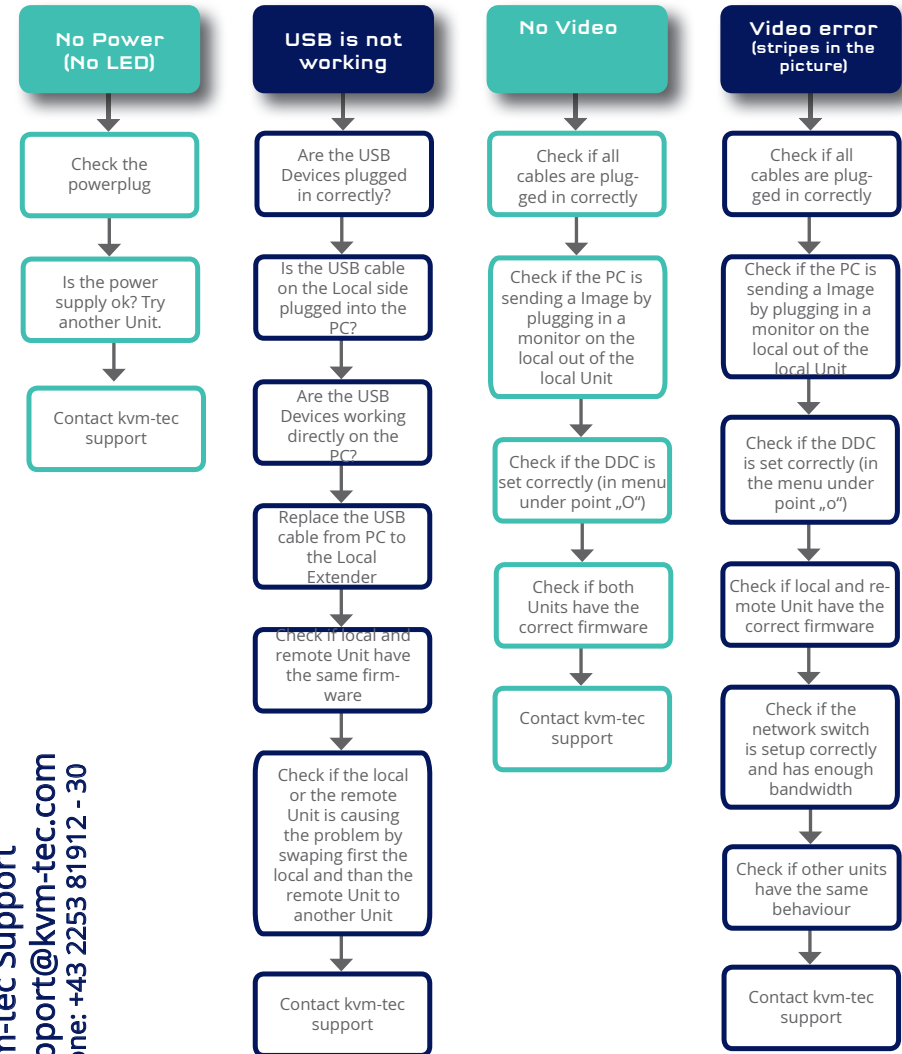 No Power
(No LED)
Check the
powerplug
Is the power
supply ok? Try
another Unit.
Contact kvm-tec
support
USB is not
working
Are the USB
Devices plugged
in correctly?
Is the USB cable
on the Local side
plugged into the
PC?
Are the USB
Devices working
directly on the
PC?
Replace the USB
cable from PC to
the Local
Extender
Check if local and
remote Unit have
the same firm-
ware
Check if the local
or the remote
Unit is causing
the problem by
swaping first the
local and than the
remote Unit to
another Unit
Contact kvm-tec
support
No Video
Check if all
cables are plug-
ged in correctly
Check if the PC is
sending a Image by
plugging in a
monitor on the
local out of the
local Unit
Check if the DDC is
set correctly (in menu
under point „O“)
Check if both
Units have the
correct firmware
Contact kvm-tec
support
Video error
(stripes in the
picture)
Check if all
cables are plug-
ged in correctly
Check if the PC is
sending a Image
by plugging in a
monitor on the
local out of the
local Unit
Check if the DDC
is set correctly (in
the menu under
point „o“)
Check if local and re-
mote Unit have the
correct firmware
Check if the
network switch
is setup correctly
and has enough
bandwidth
Check if other units
have the same
behaviour
Contact kvm-tec
support
m-tec Support
pport@kvm-tec.com
one: +43 2253 81912 - 30